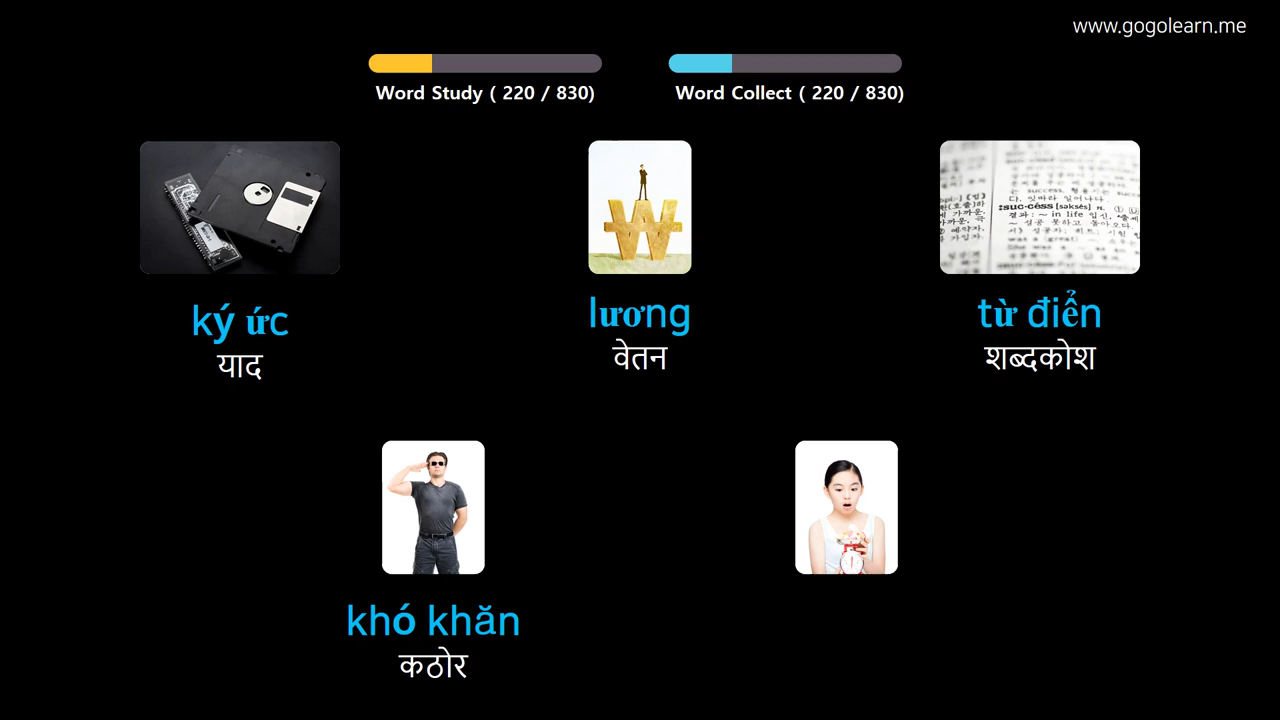 www.gogolearn.me
Word Study ( 220 / 830)
Word Collect ( 220 / 830)
ký ức
याद
lương
वेतन
từ điển
शब्दकोश
khó khăn
कठोर